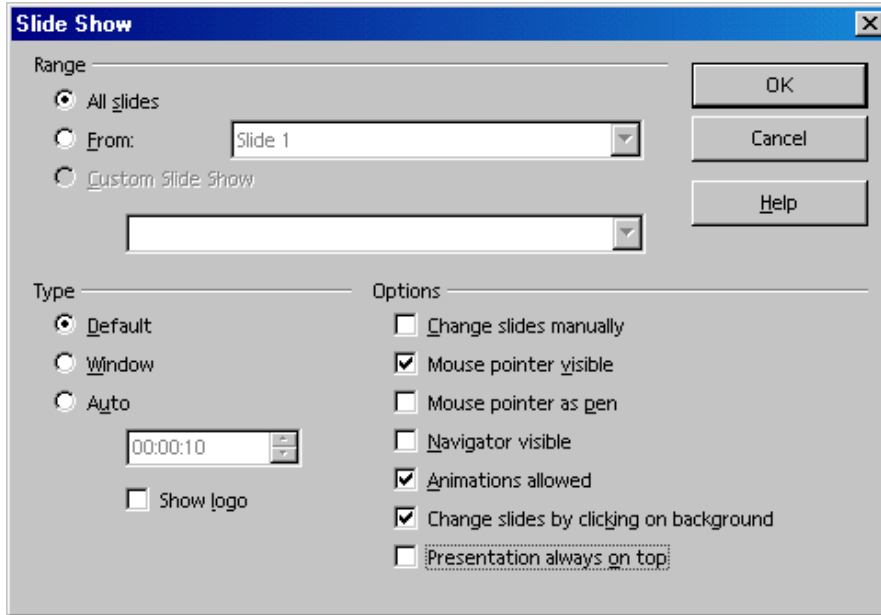 Slide Show
Range
All slides
From:
Slide 1
Custom Slide Show
OK
Cancel
Help
Type
Default
Window
Auto
00:00:10
Show logo
Options
Change slides manually
Mouse pointer visible
Mouse pointer as pen
Navigator visible
Animations allowed
Change slides by clicking on background
Presentation always on top